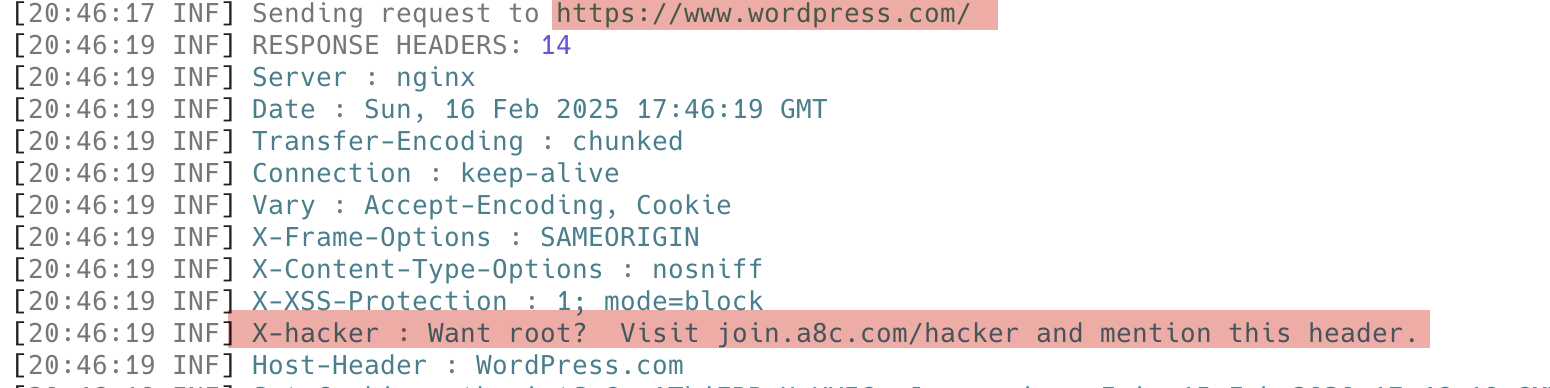 [20:46:17 INF] Sending request to https://www.wordpress.com/
[20:46:19 INF] RESPONSE HEADERS: 14
[20:46:19 INF] Server : nginx
[20:46:19 INF] Date : Sun, 16 Feb 2025 17:46:19 GMT
[20:46:19 INF] Transfer-Encoding : chunked
[20:46:19 INF] Connection : keep-alive
[20:46:19 INF] Vary : Accept-Encoding, Cookie
[20:46:19 INF] X-Frame-Options : SAMEORIGIN
[20:46:19 INF] X-Content-Type-Options : nosniff
[20:46:19 INF] X-XSS-Protection : 1; mode=block
[20:46:19 INF] X-hacker : Want root?  Visit join.a8c.com/hacker and mention this header.
[20:46:19 INF] Host-Header : WordPress.com